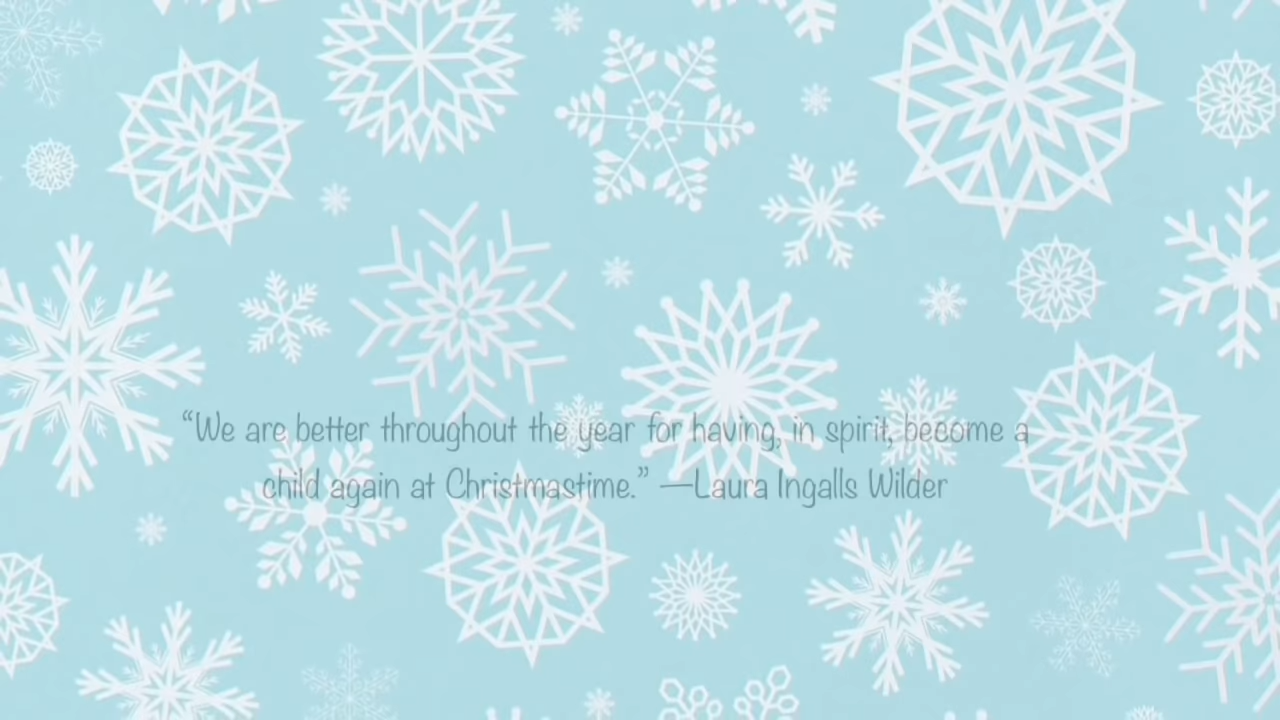 “We are better throughout the year for having, in spirit, become a
child again at Christmastime.” —Laura Ingalls Wilder